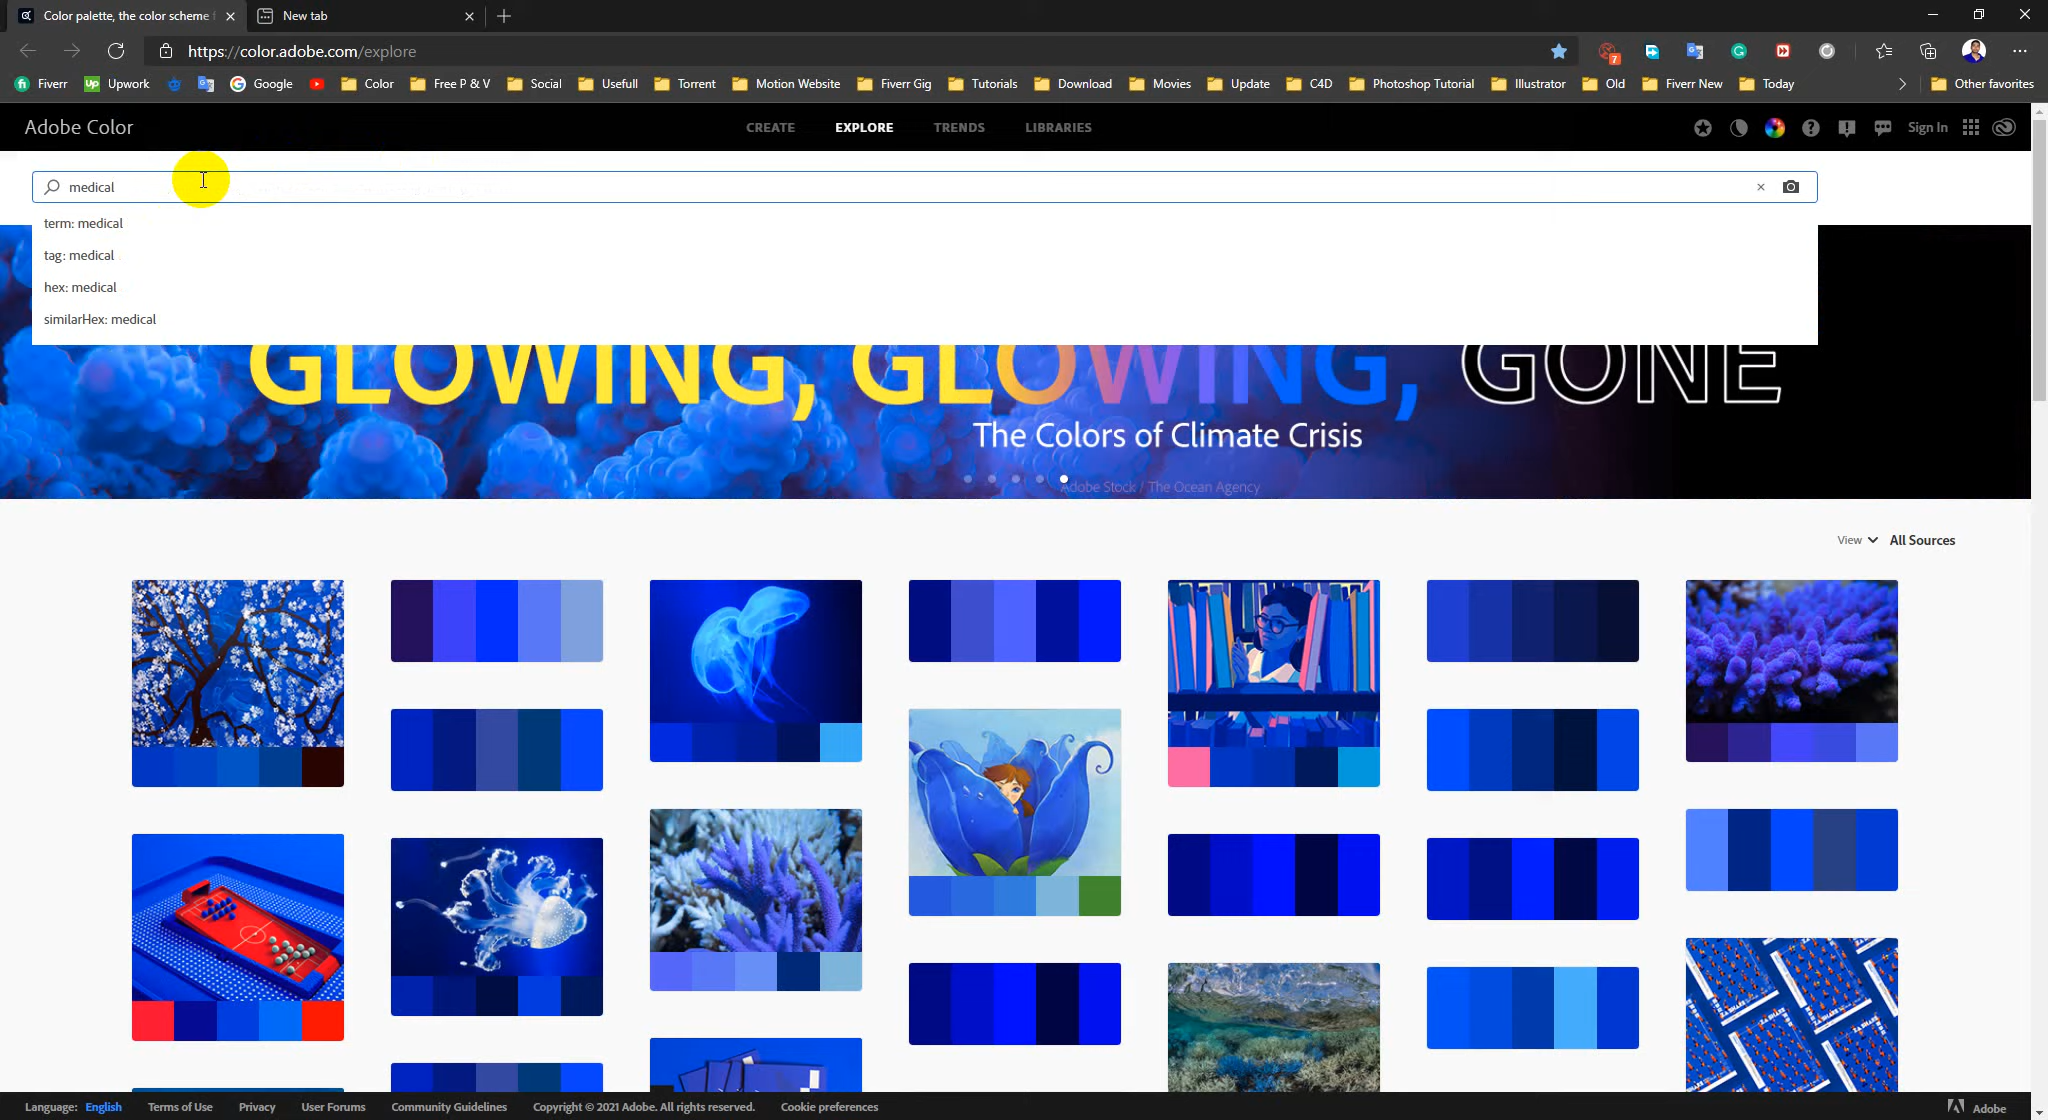 Color palette, the color scheme
New tab
https://color.adobe.com/explore
7
Fiverr
Up Upwork
Google
Color
Free P & V
Social
Usefull
Torrent
Motion Website
Fiverr Gig
Tutorials
Download
Movies
Update
C4D
Photoshop Tutorial
Illustrator
Old
Fiverr New
Today
Other favorites
Adobe Color
CREATE
EXPLORE
TRENDS
LIBRARIES
Sign In
medical
term: medical
tag: medical
hex: medical
similarHex: medical
GLOWING, GLOWING, GONE
The Colors of Climate Crisis
Adobe Stock / The Ocean Agency
View
All Sources
Language: English
Terms of Use
Privacy
User Forums
Community Guidelines
Copyright © 2021 Adobe. All rights reserved.
Cookie preferences
Adobe